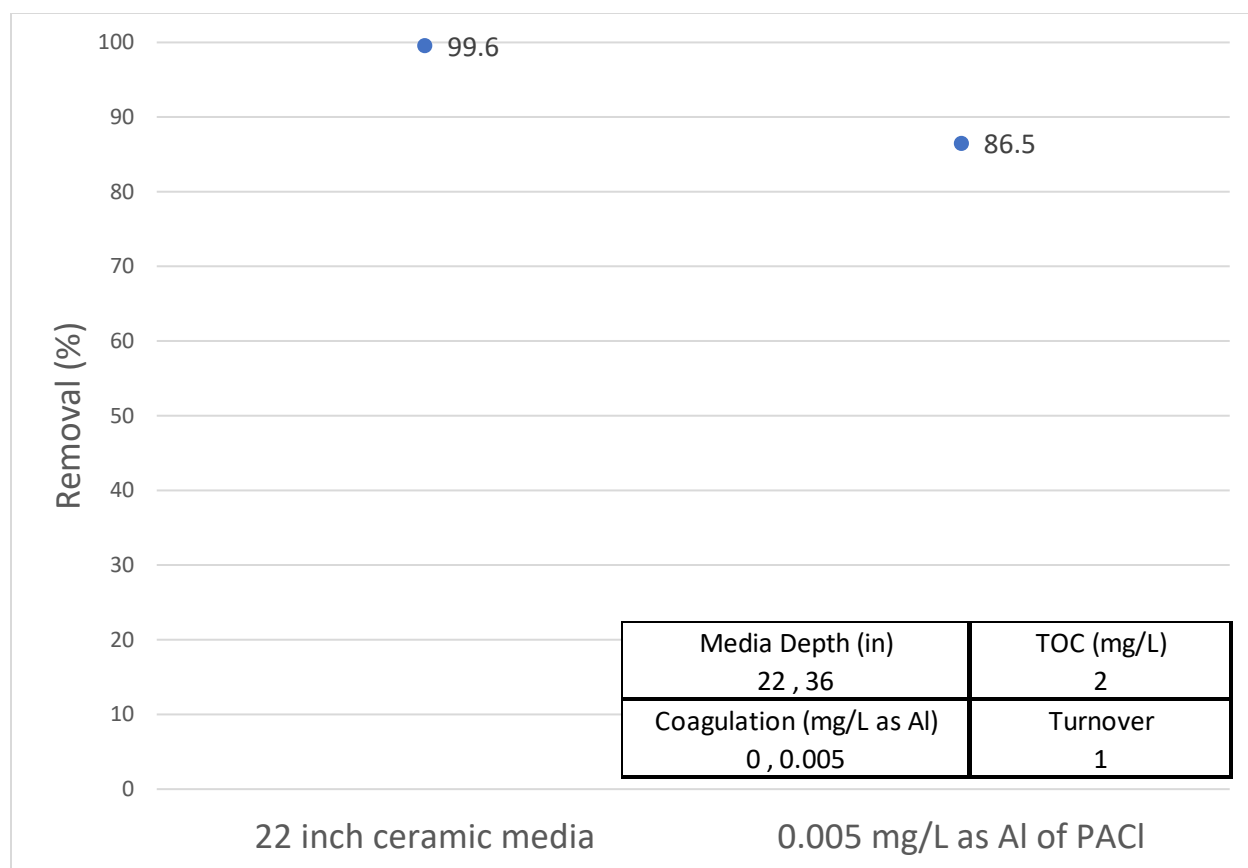 100
90
80
70
60
50
40
30
20
10
0
Removal (%)
99.6
86.5
Media Depth (in)
22 , 36
TOC (mg/L)
2
Coagulation (mg/L as Al)
0 , 0.005
Turnover
1
22 inch ceramic media
0.005 mg/L as Al of PACl